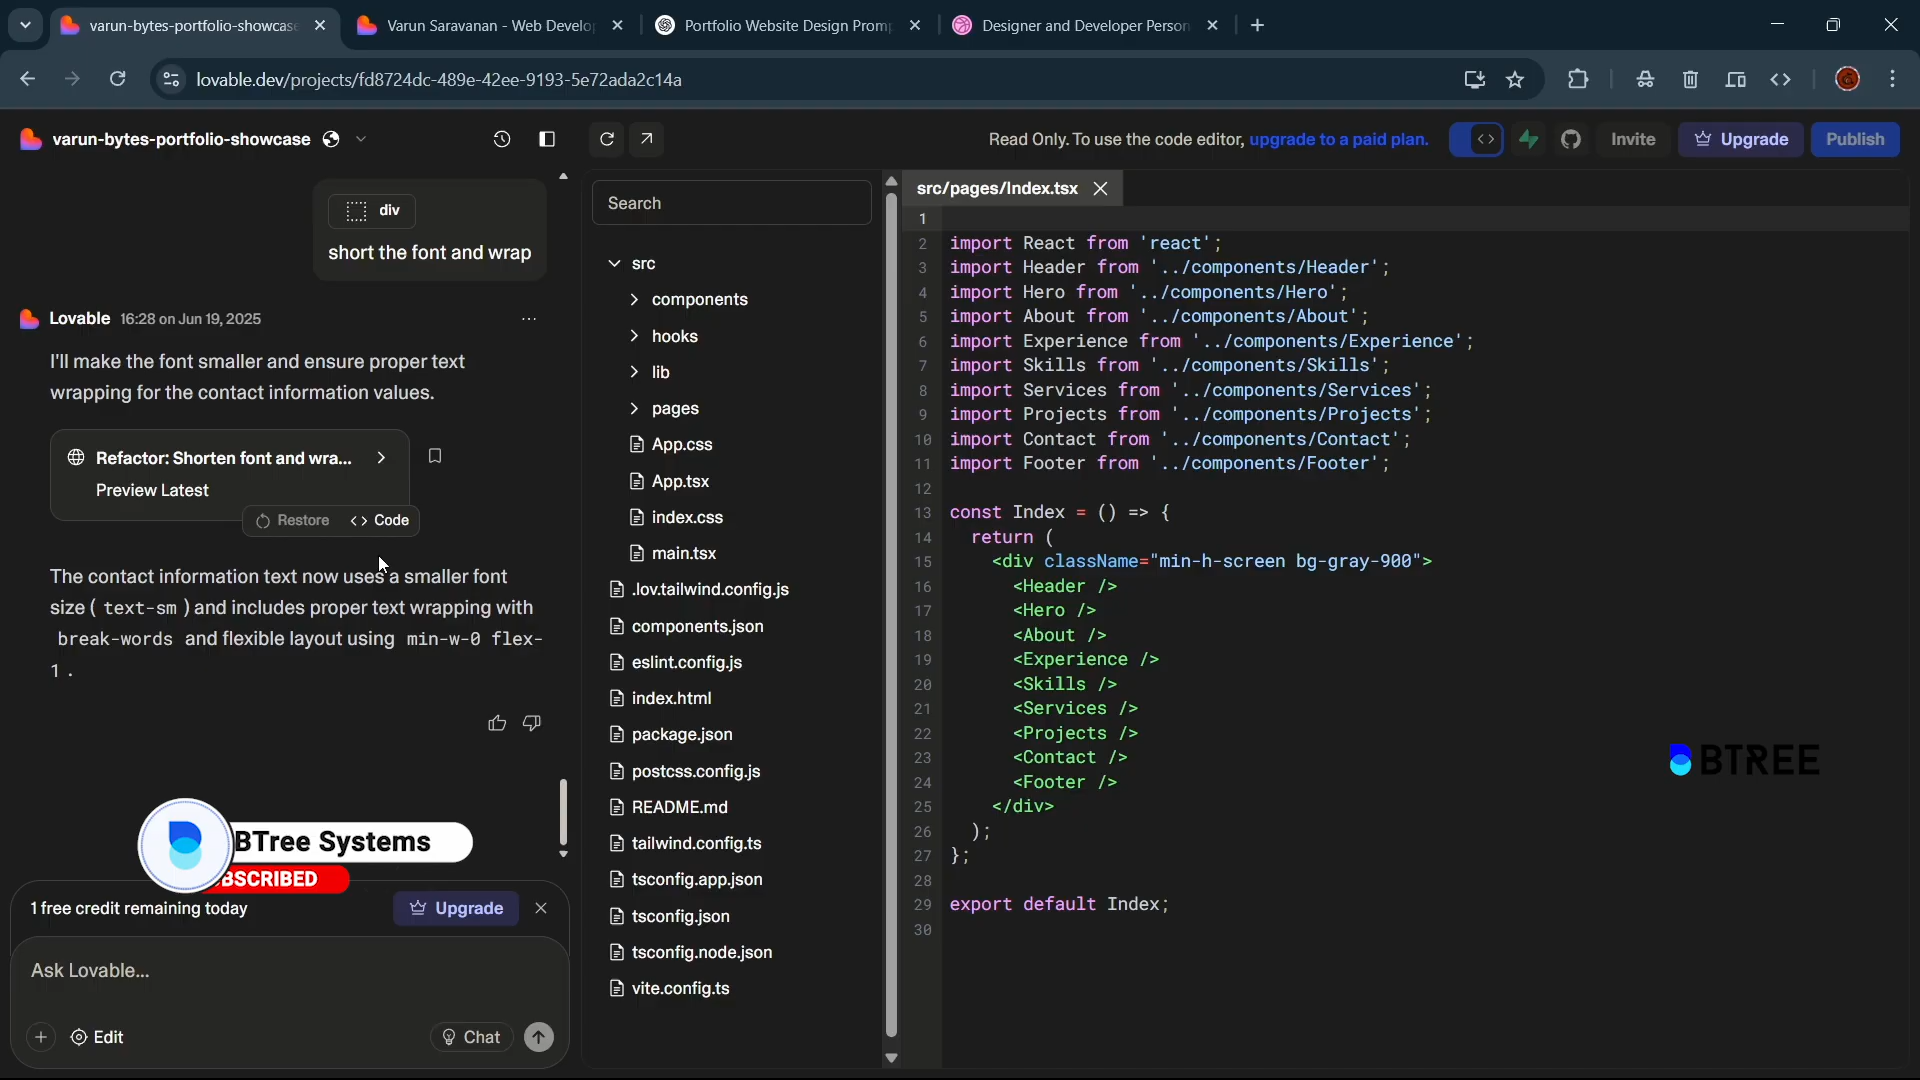 varun-bytes-portfolio-showcas
Varun Saravanan - Web Develo
Portfolio Website Design Promp
Designer and Developer Person
lovable.dev/projects/fd8724dc-489e-42ee-9193-5e72ada2c14a
varun-bytes-portfolio-showcase
Read Only. To use the code editor, upgrade to a paid plan.
Invite
Upgrade
Publish
div
short the font and wrap
Lovable 16:28 on Jun 19, 2025
I'll make the font smaller and ensure proper text
wrapping for the contact information values.
Refactor: Shorten font and wra...
Preview Latest
Restore
Code
The contact information text now uses a smaller font
size ( text-sm ) and includes proper text wrapping with
break-words and flexible layout using min-w-0 flex-
1 .
BTree Systems
BSCRIBED
1 free credit remaining today
Upgrade
Ask Lovable...
Edit
Chat
Search
src
components
hooks
lib
pages
App.css
App.tsx
index.css
main.tsx
.lov.tailwind.config.js
components.json
eslint.config.js
index.html
package.json
postcss.config.js
README.md
tailwind.config.ts
tsconfig.app.json
tsconfig.json
tsconfig.node.json
vite.config.ts
src/pages/Index.tsx
1
2 import React from 'react';
3 import Header from '../components/Header';
4 import Hero from '../components/Hero';
5 import About from '../components/About';
6 import Experience from '../components/Experience';
7 import Skills from '../components/Skills';
8 import Services from '../components/Services';
9 import Projects from '../components/Projects';
10 import Contact from '../components/Contact';
11 import Footer from '../components/Footer';
12
13 const Index = () => {
14 return (
15 <div className="min-h-screen bg-gray-900">
16 <Header />
17 <Hero />
18 <About />
19 <Experience />
20 <Skills />
21 <Services />
22 <Projects />
23 <Contact />
24 <Footer />
25 </div>
26 );
27 };
28
29 export default Index;
30
BTREE